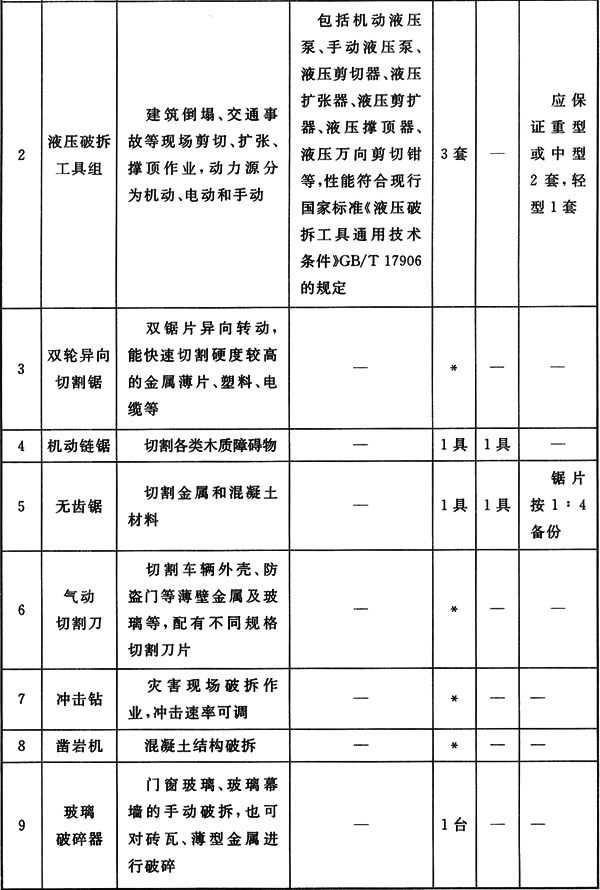 2 液压破拆工具组 建筑倒塌、交通事故等现场剪切、扩张、撑顶作业,动力源分为机动、电动和手动 包括机动液压泵、手动液压泵、液压剪切器、液压扩张器、液压剪扩器、液压撑顶器、液压万向剪切钳等,性能符合现行国家标准《液压破拆工具通用技术条件》GB/T 17906的规定 3套 — 应保证重型或中型2套,轻型1套
3 双轮异向切割锯 双锯片异向转动,能快速切割硬度较高的金属薄片、塑料、电缆等 — * — —
4 机动链锯 切割各类木质障碍物 — 1具 1具 —
5 无齿锯 切割金属和混凝土材料 — 1具 1具 锯片按1:4备份
6 气动切割刀 切割车辆外壳、防盗门等薄壁金属及玻璃等,配有不同规格切割刀片 — * — —
7 冲击钻 灾害现场破拆作业,冲击速率可调 — * — —
8 凿岩机 混凝土结构破拆 — * — —
9 玻璃破碎器 门窗玻璃、玻璃幕墙的手动破拆,也可对砖瓦、薄型金属进行破碎 — 1台 — —